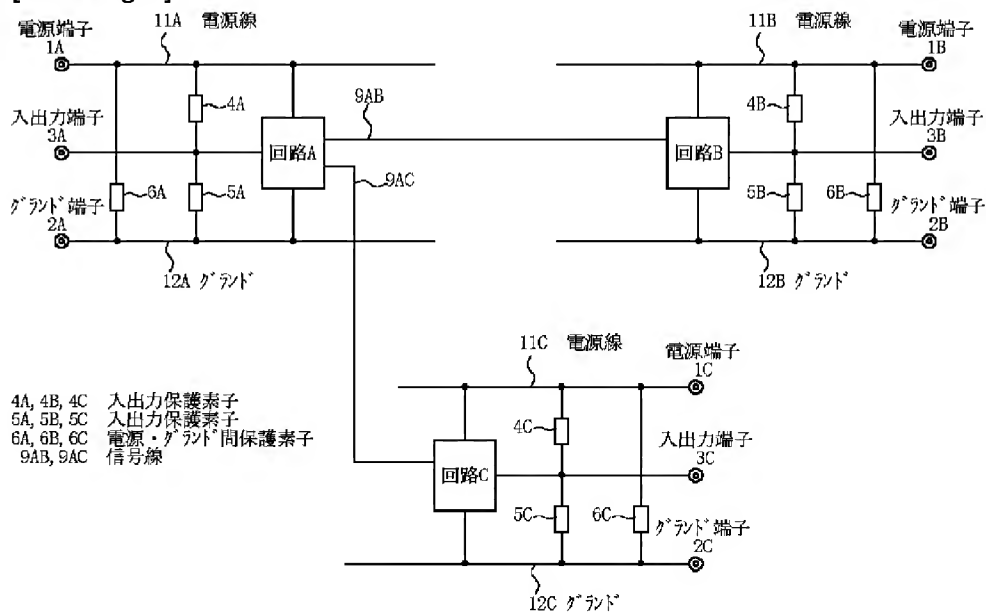 11A 電源線
電源端子
1A
入出力端子
3A
グランド端子
2A
4A
5A
6A
回路A
12A グランド
9AB
9AC
11B 電源線
電源端子
1B
入出力端子
3B
グランド端子
2B
4B
5B
6B
回路B
12B グランド
11C 電源線
電源端子
1C
入出力端子
3C
グランド端子
2C
4C
5C
6C
回路C
12C グランド
4A, 4B, 4C 入出力保護素子
5A, 5B, 5C 入出力保護素子
6A, 6B, 6C 電源・グランド間保護素子
9AB, 9AC 信号線